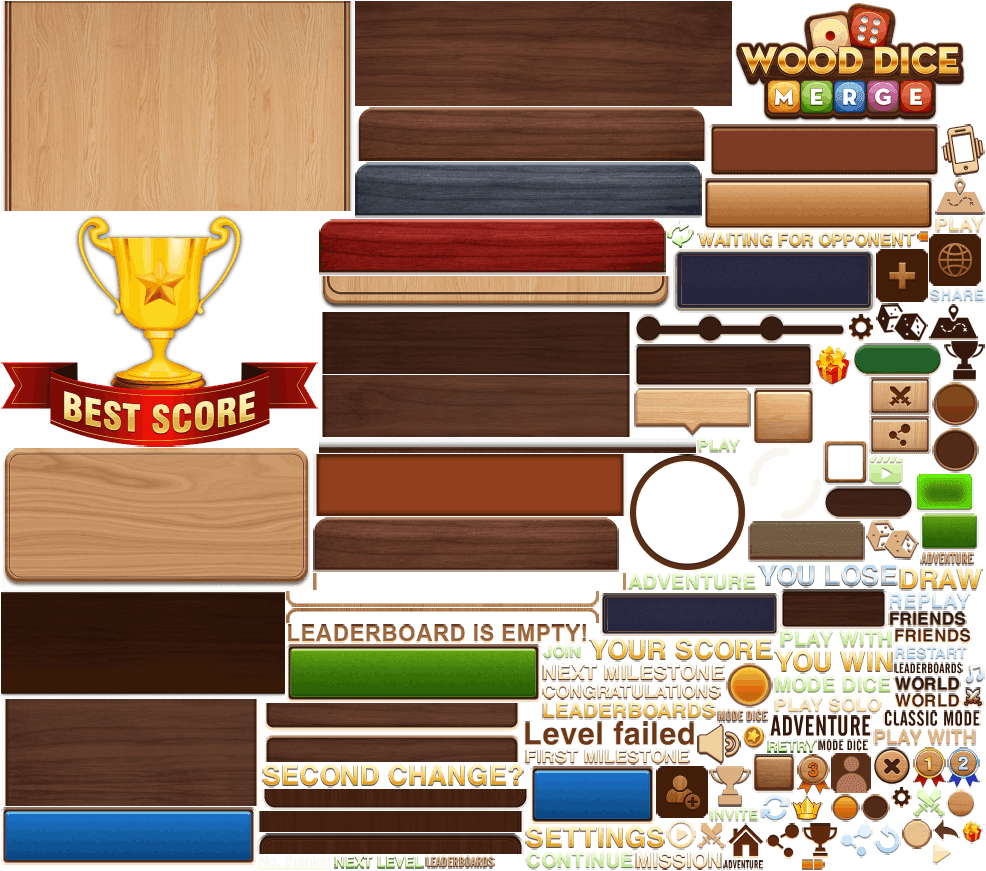 WOOD DICE
MERGE
PLAY
WAITING FOR OPPONENT
SHARE
BEST SCORE
PLAY
ADVENTURE
ADVENTURE
YOU LOSE
DRAW
REPLAY
FRIENDS
LEADERBOARD IS EMPTY!
JOIN
YOUR SCORE
PLAY WITH
FRIENDS
RESTART
NEXT MILESTONE
YOU WIN
LEADERBOARDS
CONGRATULATIONS
MODE DICE
WORLD
WORLD
LEADERBOARDS
MODE DICE
PLAY SOLO
CLASSIC MODE
Level failed
ADVENTURE
PLAY WITH
FIRST MILESTONE
RETRY
MODE DICE
SECOND CHANGE?
3
1
2
INVITE
SETTINGS
No, thanks
NEXT LEVEL
LEADERBOARDS
CONTINUE
MISSION
ADVENTURE